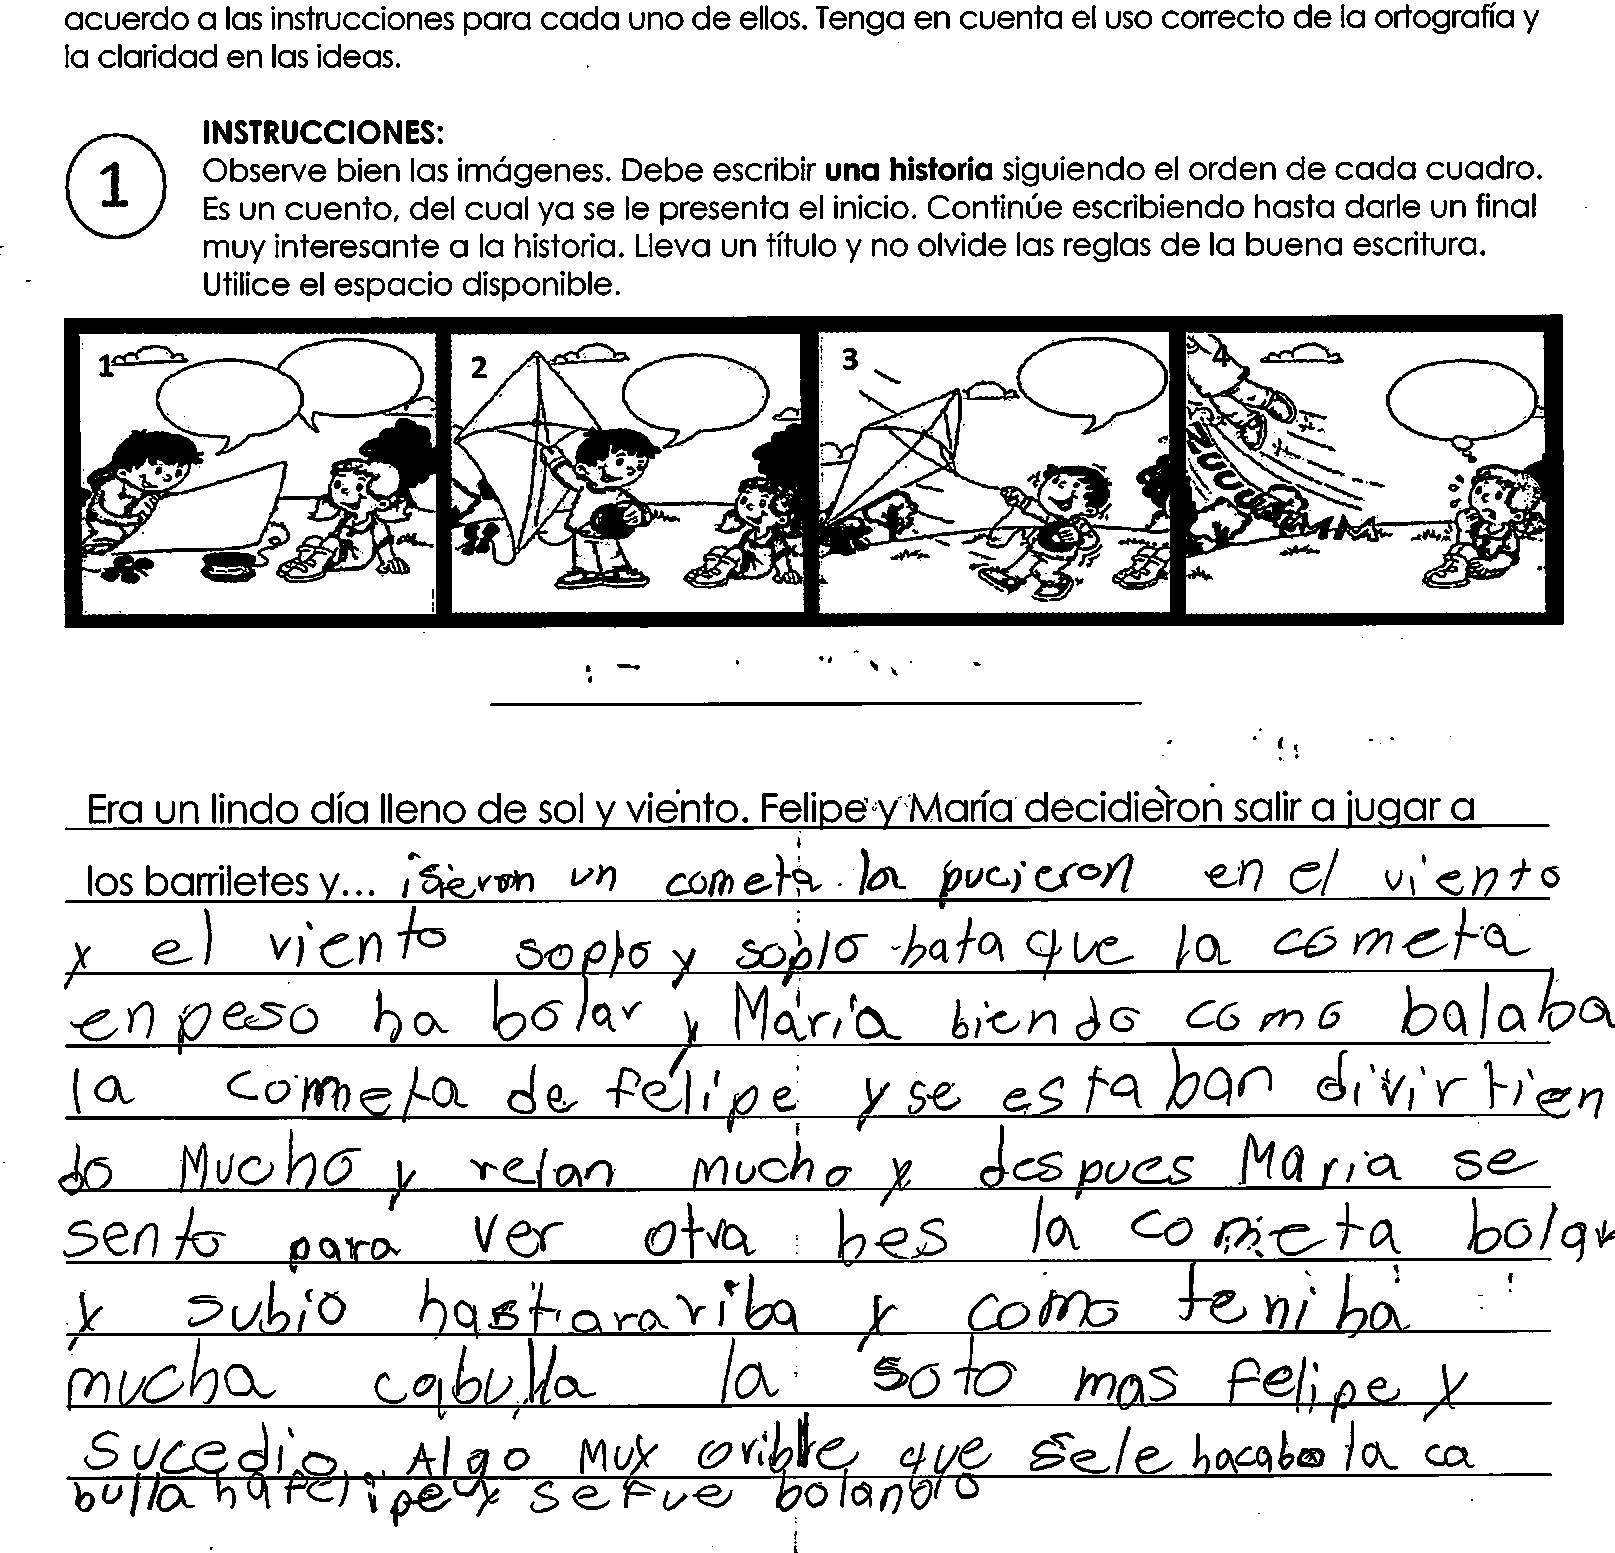 acuerdo a las instrucciones para cada uno de ellos. Tenga en cuenta el uso correcto de la ortografía y
la claridad en las ideas.
1
INSTRUCCIONES:
Observe bien las imágenes. Debe escribir una historia siguiendo el orden de cada cuadro.
Es un cuento, del cual ya se le presenta el inicio. Continúe escribiendo hasta darle un final
muy interesante a la historia. Lleva un título y no olvide las reglas de la buena escritura.
Utilice el espacio disponible.
1 2 3 4
ZUUUUMMM
Era un lindo día lleno de sol y viento. Felipe y María decidieron salir a jugar a
los barriletes y... isieron un cometa. la pucieron en el viento
y el viento soplo y soplo hata que la cometa
enpeso ha bolar y María biendo como balaba
la cometa de felipe y se estaban divirtien
do Mucho y reian mucho y despues Maria se
sento para ver otra bes la cometa bolar
y subio hastararriba y como teniha
mucha cabulla la soto mas felipe y
sucedio Algo Muy orible que sele hacabo la ca
bulla ha felipe y se fue bolando